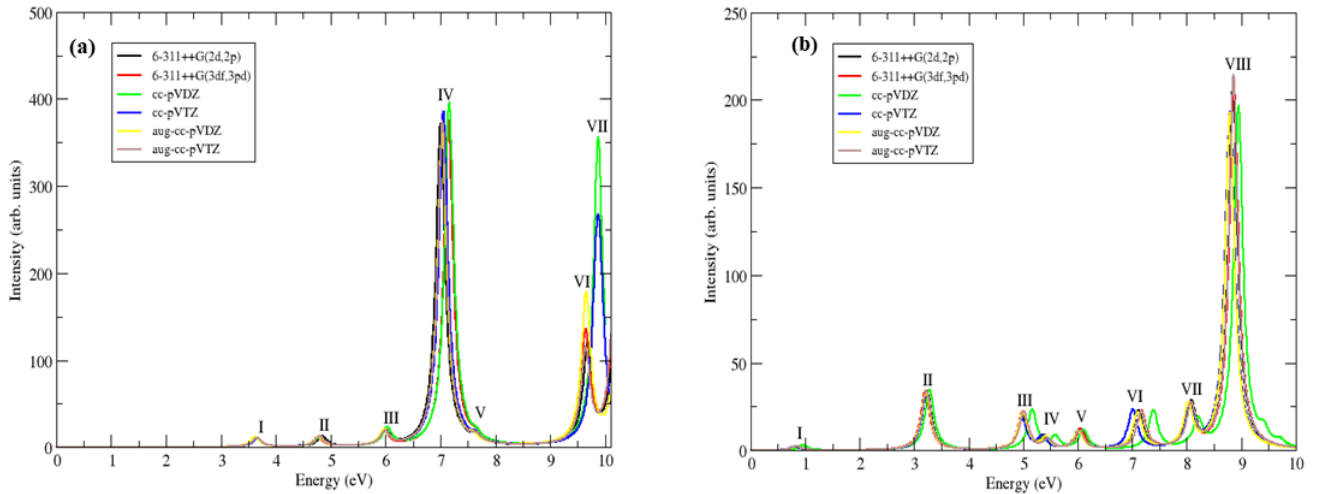 (a)
6-311++G(2d,2p)
6-311++G(3df,3pd)
cc-pVDZ
cc-pVTZ
aug-cc-pVDZ
aug-cc-pVTZ
I
II
III
IV
V
VI
VII
500
400
300
200
100
0
Intensity (arb. units)
0 1 2 3 4 5 6 7 8 9 10
Energy (eV)
(b)
6-311++G(2d,2p)
6-311++G(3df,3pd)
cc-pVDZ
cc-pVTZ
aug-cc-pVDZ
aug-cc-pVTZ
I
II
III
IV
V
VI
VII
VIII
250
200
150
100
50
0
Intensity (arb. units)
0 1 2 3 4 5 6 7 8 9 10
Energy (eV)